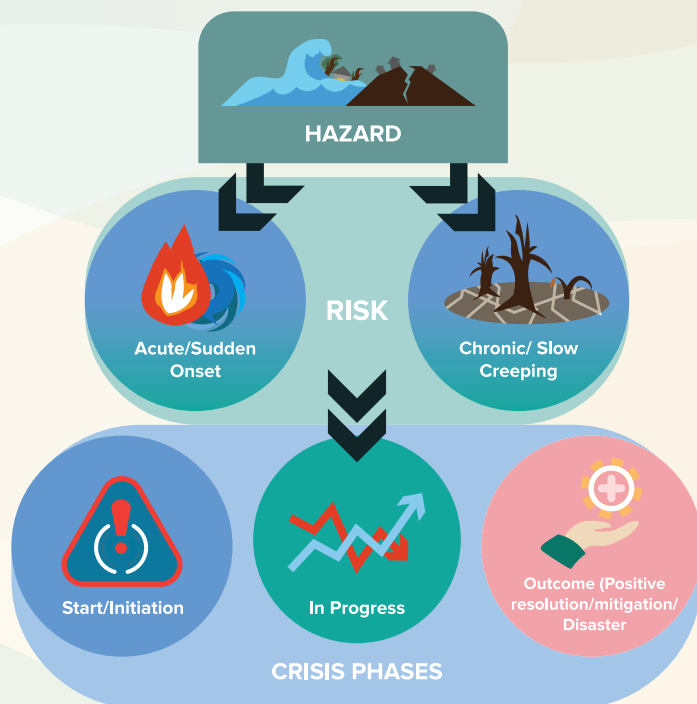 HAZARD
Acute/Sudden
Onset
RISK
Chronic/ Slow
Creeping
Start/Initiation
In Progress
Outcome (Positive
resolution/mitigation/
Disaster
CRISIS PHASES